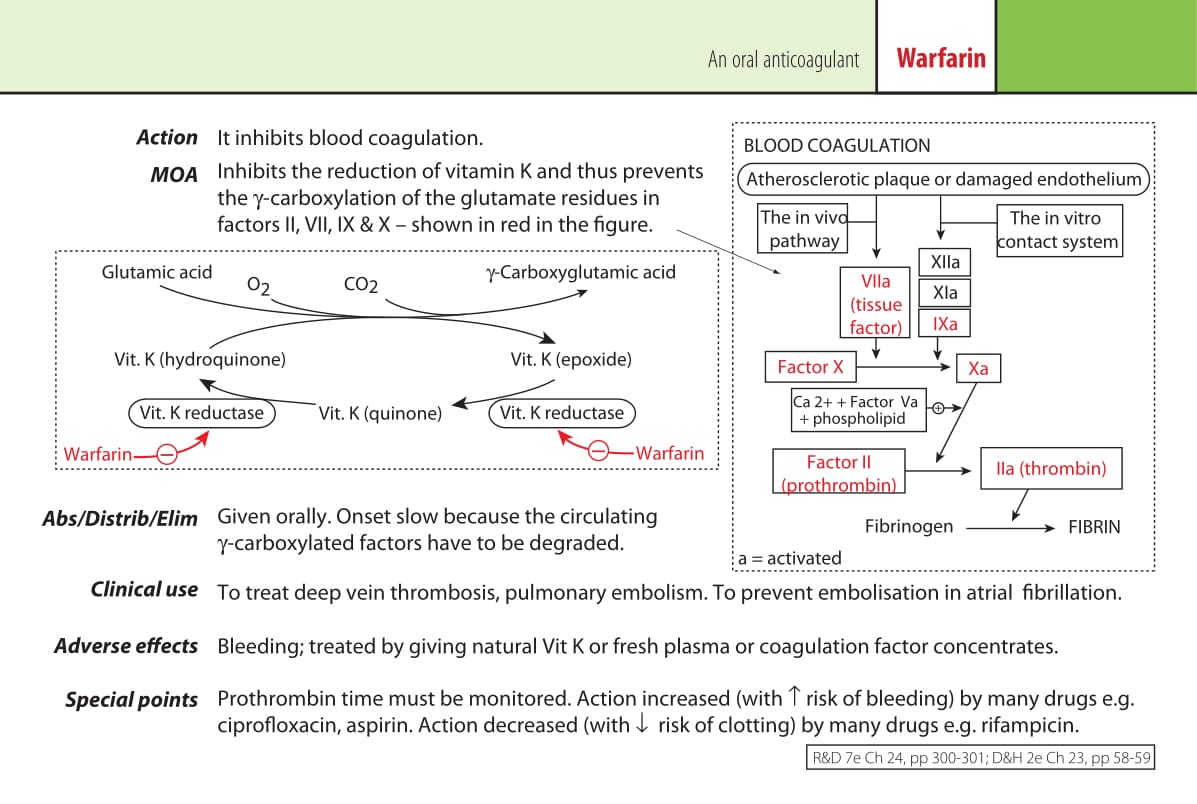 An oral anticoagulant
Warfarin
Action It inhibits blood coagulation.
MOA Inhibits the reduction of vitamin K and thus prevents
the γ-carboxylation of the glutamate residues in
factors II, VII, IX & X – shown in red in the figure.
Glutamic acid
O2
CO2
γ-Carboxyglutamic acid
Vit. K (hydroquinone)
Vit. K (epoxide)
Vit. K reductase
Vit. K (quinone)
Vit. K reductase
Warfarin
Warfarin
BLOOD COAGULATION
Atherosclerotic plaque or damaged endothelium
The in vivo
pathway
The in vitro
contact system
XIIa
XIa
IXa
VIIa
(tissue
factor)
Factor X
Xa
Ca 2+ + Factor Va
+ phospholipid
Factor II
(prothrombin)
IIa (thrombin)
Fibrinogen
FIBRIN
a = activated
Abs/Distrib/Elim Given orally. Onset slow because the circulating
γ-carboxylated factors have to be degraded.
Clinical use To treat deep vein thrombosis, pulmonary embolism. To prevent embolisation in atrial fibrillation.
Adverse effects Bleeding; treated by giving natural Vit K or fresh plasma or coagulation factor concentrates.
Special points Prothrombin time must be monitored. Action increased (with ↑ risk of bleeding) by many drugs e.g.
ciprofloxacin, aspirin. Action decreased (with ↓ risk of clotting) by many drugs e.g. rifampicin.
R&D 7e Ch 24, pp 300-301; D&H 2e Ch 23, pp 58-59